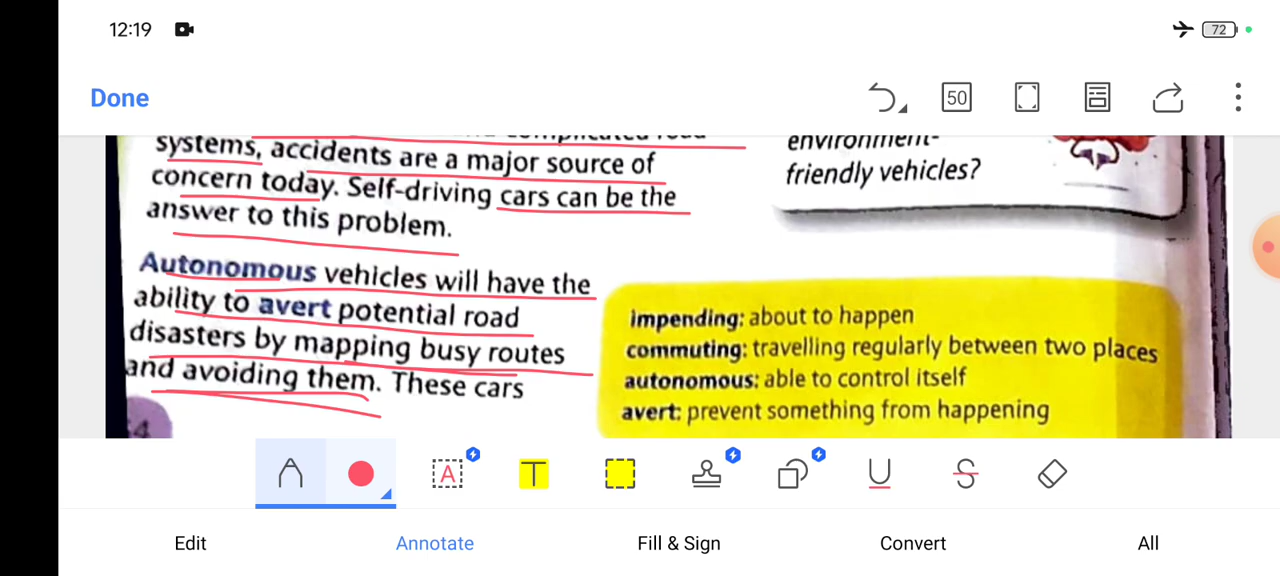 12:19
72
Done
50
complicated road
systems, accidents are a major source of
concern today. Self-driving cars can be the
answer to this problem.
Autonomous vehicles will have the
ability to avert potential road
disasters by mapping busy routes
and avoiding them. These cars
environment-
friendly vehicles?
impending: about to happen
commuting: travelling regularly between two places
autonomous: able to control itself
avert: prevent something from happening
4
A
T
U
S
Edit
Annotate
Fill & Sign
Convert
All